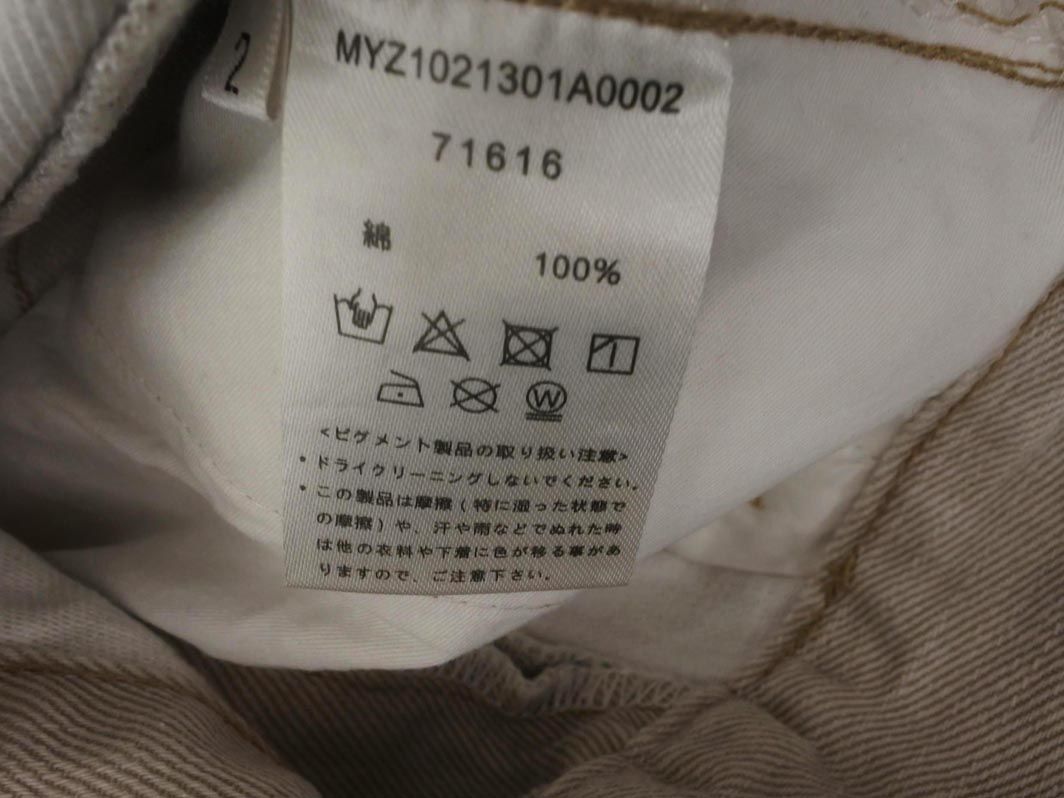 2
MYZ1021301A0002
71616
綿 100%
W
<ピグメント製品の取り扱い注意>
・ドライクリーニングしないでください。
・この製品は摩擦(特に湿った状態で
の摩擦)や、汗や雨などでぬれた時
は他の衣料や下着に色が移る事があ
りますので、ご注意下さい。